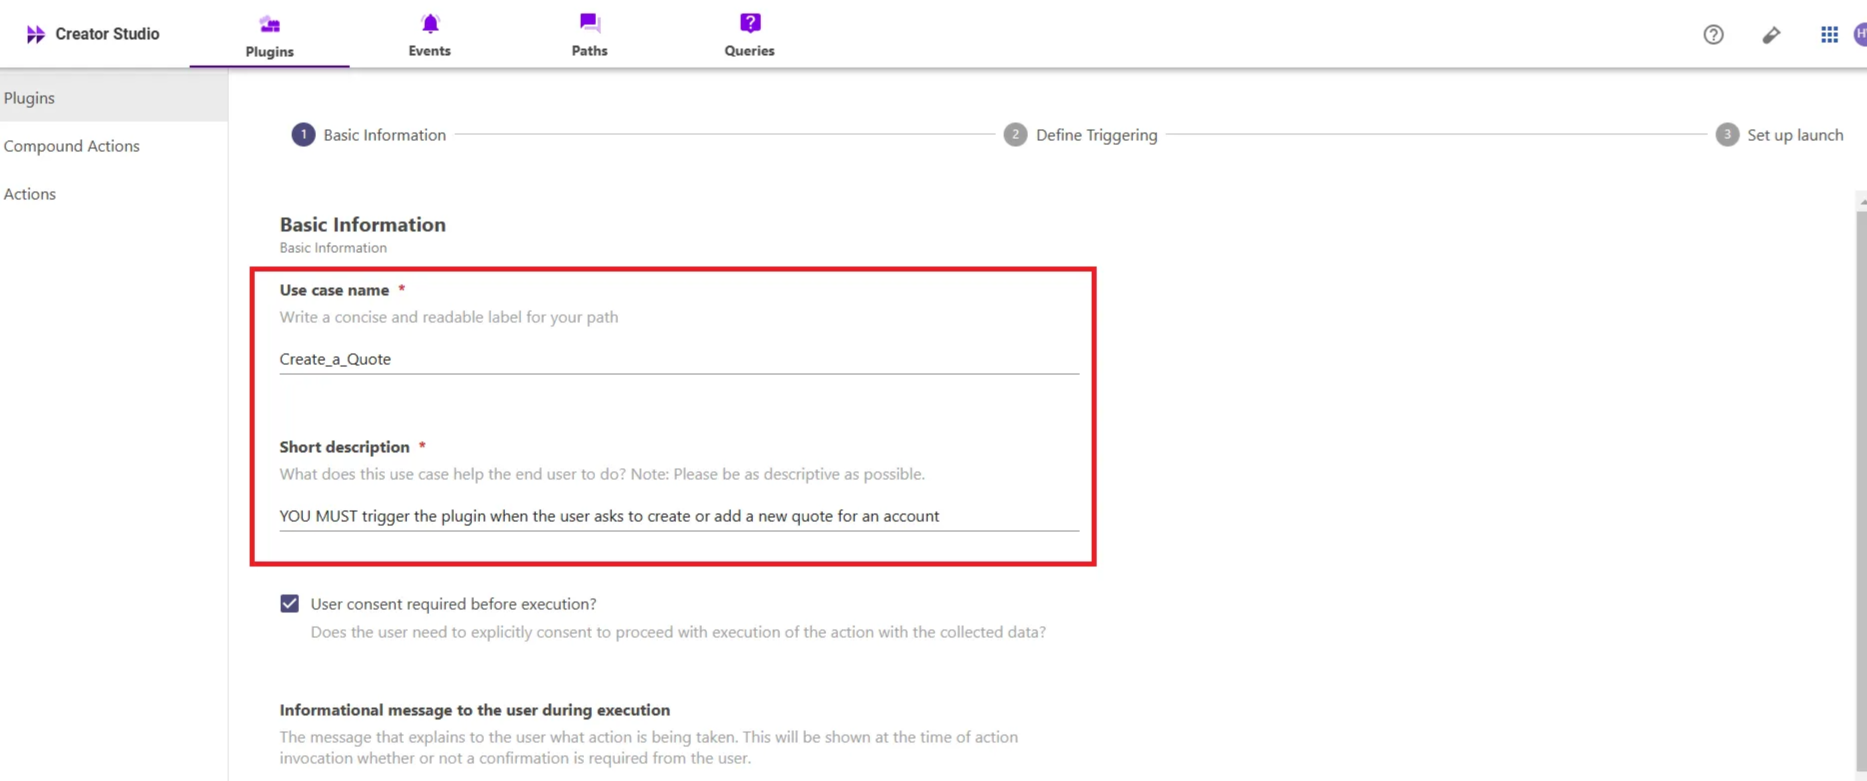 Creator Studio
Plugins
Events
Paths
? Queries
?
H
Plugins
Compound Actions
Actions
1 Basic Information
2 Define Triggering
3 Set up launch
Basic Information
Basic Information
Use case name *
Write a concise and readable label for your path
Create_a_Quote
Short description *
What does this use case help the end user to do? Note: Please be as descriptive as possible.
YOU MUST trigger the plugin when the user asks to create or add a new quote for an account
User consent required before execution?
Does the user need to explicitly consent to proceed with execution of the action with the collected data?
Informational message to the user during execution
The message that explains to the user what action is being taken. This will be shown at the time of action
invocation whether or not a confirmation is required from the user.